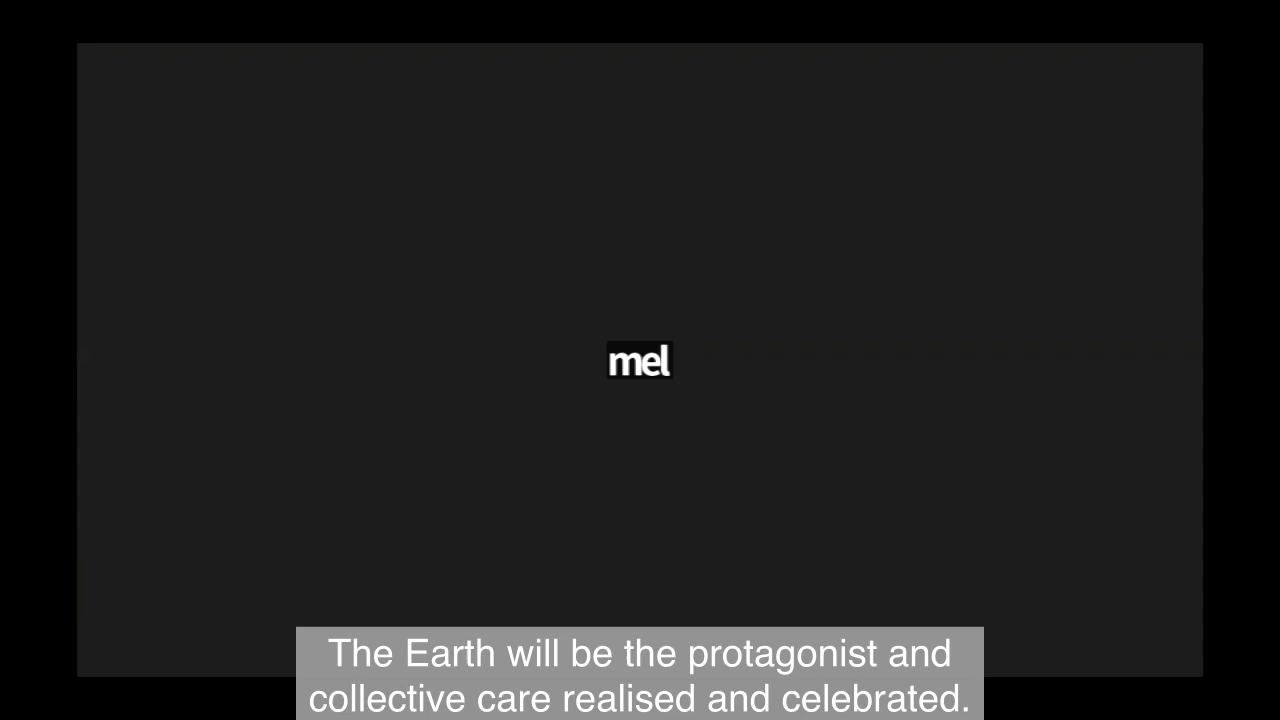 mel
The Earth will be the protagonist and
collective care realised and celebrated.